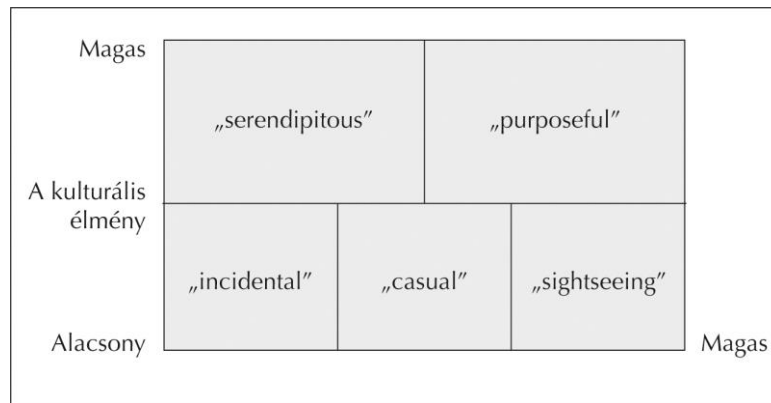 Magas
„serendipitous”
„purposeful”
A kulturális
élmény
„incidental”
„casual”
„sightseeing”
Alacsony
Magas